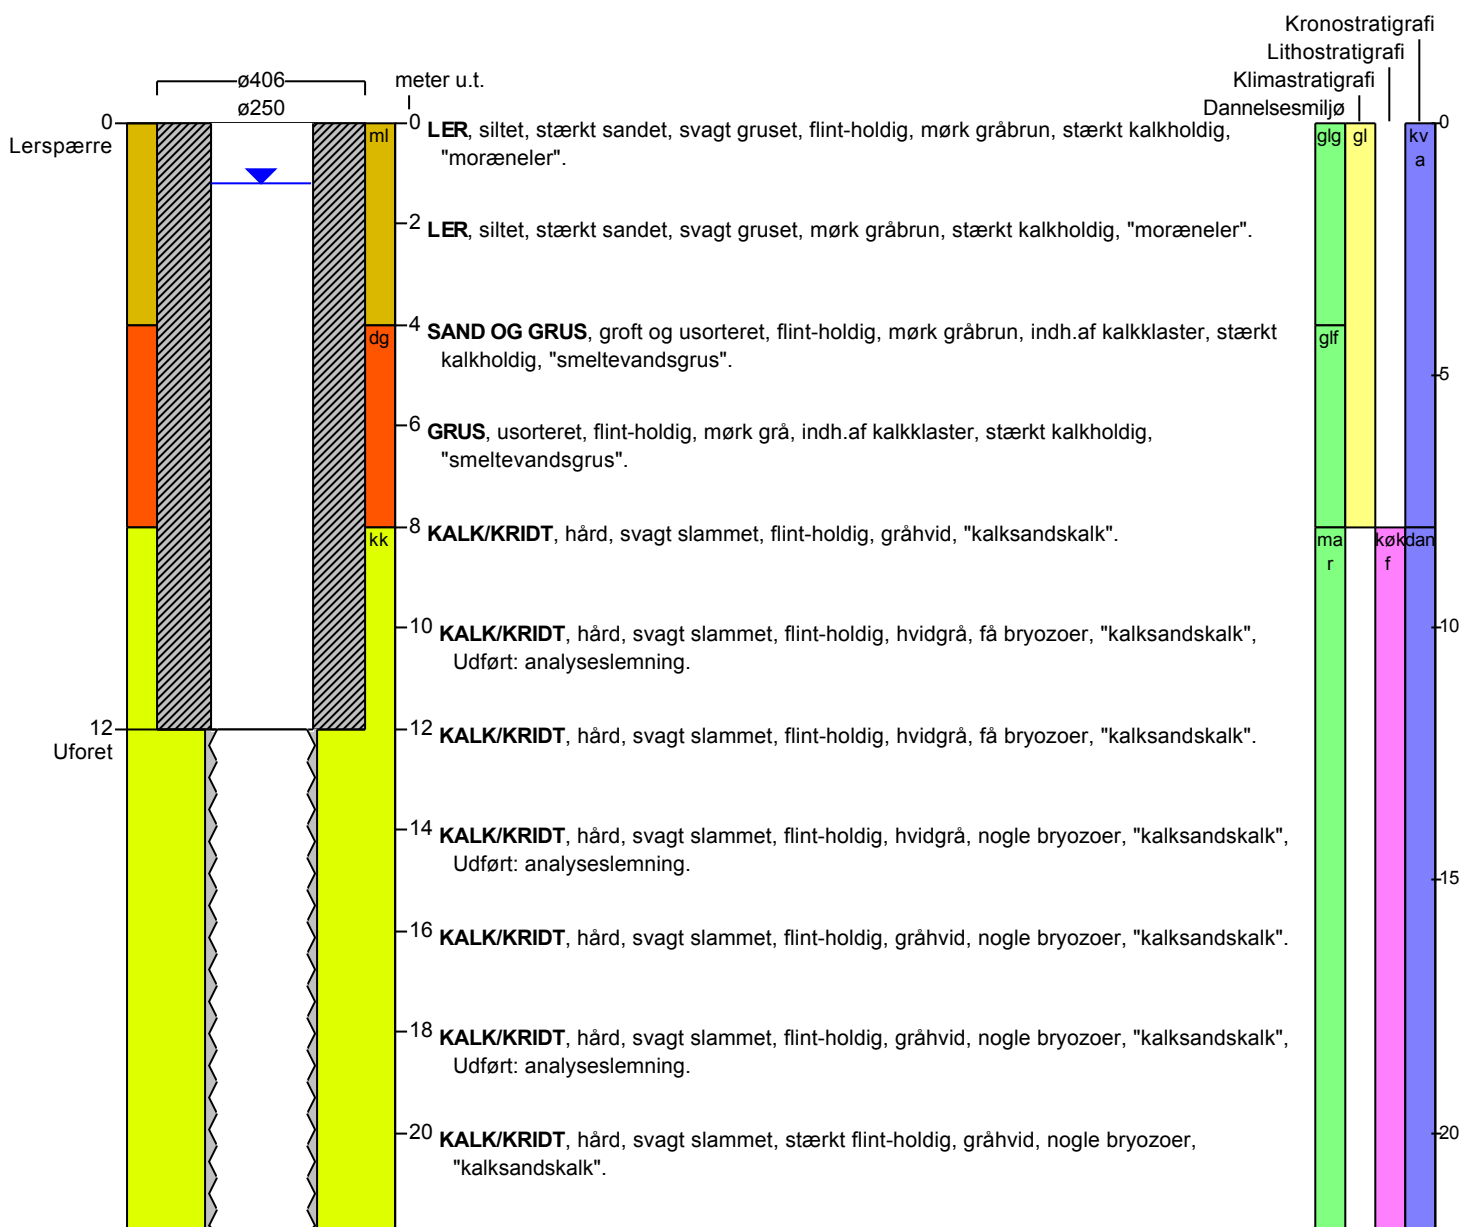 Kronostratigrafi
Lithostratigrafi
Klimastratigrafi
Dannelsesmiljø
ø406
ø250
meter u.t.
0
Lerspærre
ml
0 LER, siltet, stærkt sandet, svagt gruset, flint-holdig, mørk gråbrun, stærkt kalkholdig,
"moræneler".
glg
gl
kv
a
0
2 LER, siltet, stærkt sandet, svagt gruset, mørk gråbrun, stærkt kalkholdig, "moræneler".
dg
4 SAND OG GRUS, groft og usorteret, flint-holdig, mørk gråbrun, indh.af kalkklaster, stærkt
kalkholdig, "smeltevandsgrus".
glf
5
6 GRUS, usorteret, flint-holdig, mørk grå, indh.af kalkklaster, stærkt kalkholdig,
"smeltevandsgrus".
kk
8 KALK/KRIDT, hård, svagt slammet, flint-holdig, gråhvid, "kalksandskalk".
ma
r
køk
f
dan
10 KALK/KRIDT, hård, svagt slammet, flint-holdig, hvidgrå, få bryozoer, "kalksandskalk",
Udført: analyseslemning.
10
12
Uforet
12 KALK/KRIDT, hård, svagt slammet, flint-holdig, hvidgrå, få bryozoer, "kalksandskalk".
14 KALK/KRIDT, hård, svagt slammet, flint-holdig, hvidgrå, nogle bryozoer, "kalksandskalk",
Udført: analyseslemning.
15
16 KALK/KRIDT, hård, svagt slammet, flint-holdig, gråhvid, nogle bryozoer, "kalksandskalk".
18 KALK/KRIDT, hård, svagt slammet, flint-holdig, gråhvid, nogle bryozoer, "kalksandskalk",
Udført: analyseslemning.
20 KALK/KRIDT, hård, svagt slammet, stærkt flint-holdig, gråhvid, nogle bryozoer,
"kalksandskalk".
20